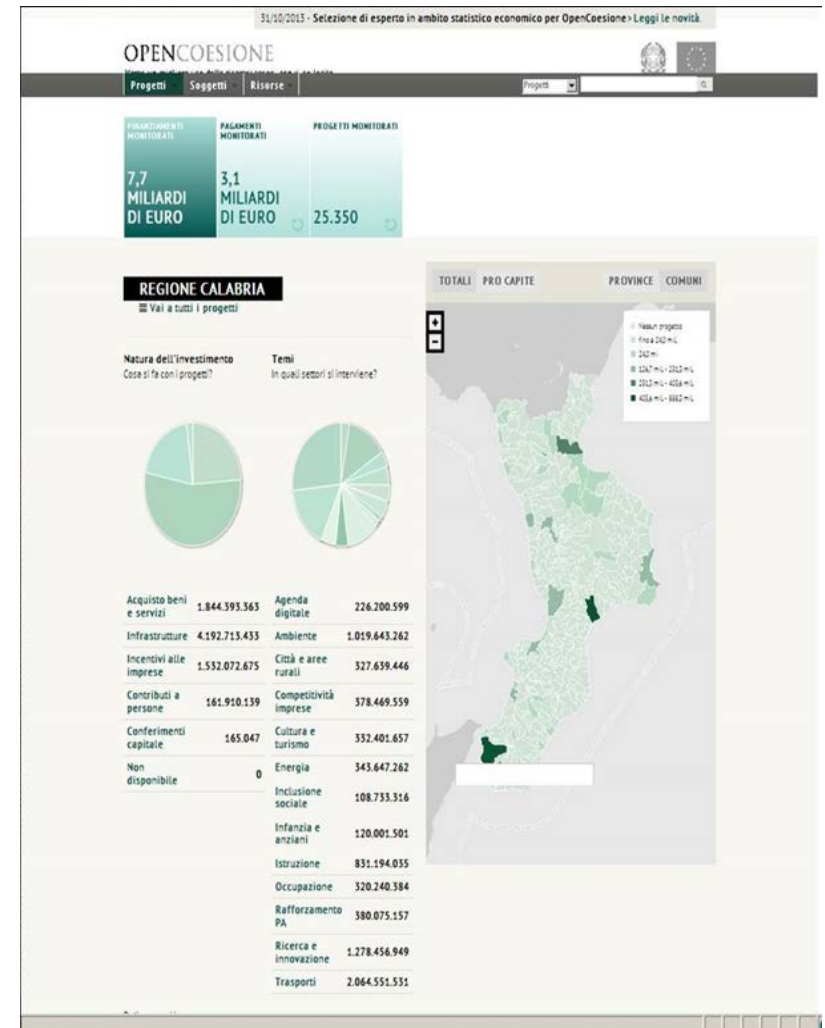 31/10/2013 - Selezione di esperto in ambito statistico economico per OpenCoesione › Leggi le novità.
OPENCOESIONE
Progetti Soggetti Risorse Progetti
FINANZIAMENTI MONITORATI
7,7 MILIARDI DI EURO
PAGAMENTI MONITORATI
3,1 MILIARDI DI EURO
PROGETTI MONITORATI
25.350
REGIONE CALABRIA
Vai a tutti i progetti
TOTALI PRO CAPITE PROVINCE COMUNI
+
-
Nessun progetto
Natura dell'investimento
Cosa si fa con i progetti?
Temi
In quali settori si interviene?
Acquisto beni e servizi 1.844.393.363
Infrastrutture 4.192.713.433
Incentivi alle imprese 1.532.072.675
Contributi a persone 161.910.139
Conferimenti capitale 165.047
Non disponibile 0
Agenda digitale 226.200.599
Ambiente 1.019.643.262
Città e aree rurali 327.639.446
Competitività imprese 378.469.559
Cultura e turismo 332.401.657
Energia 343.647.262
Inclusione sociale 108.733.316
Infanzia e anziani 120.001.501
Istruzione 831.194.035
Occupazione 320.240.384
Rafforzamento PA 380.075.157
Ricerca e innovazione 1.278.456.949
Trasporti 2.064.551.531